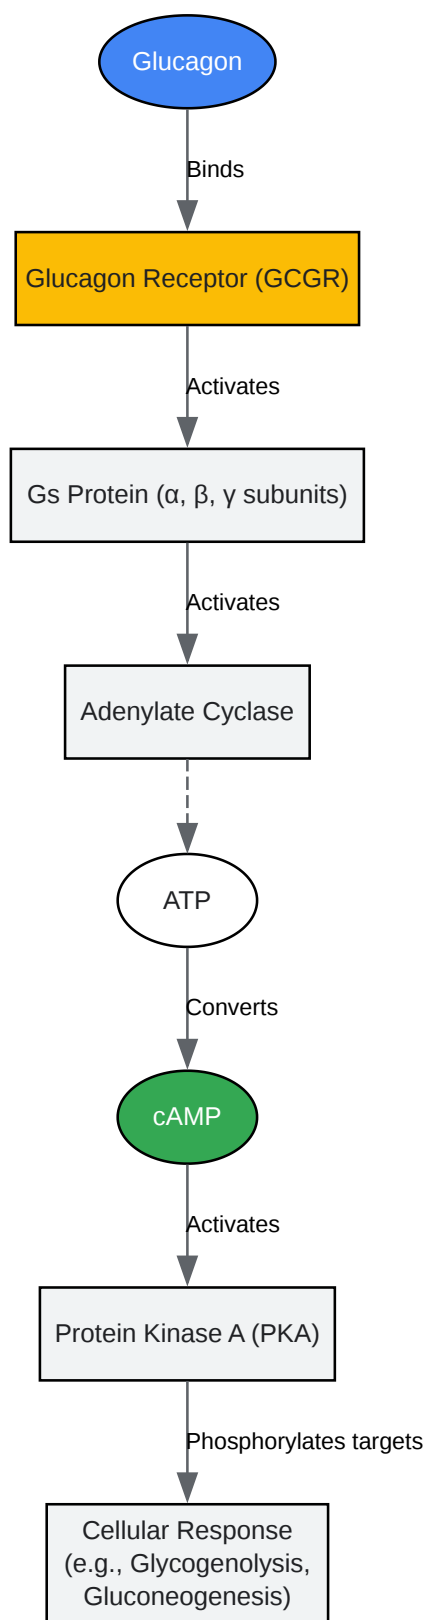 Glucagon
Binds
Glucagon Receptor (GCGR)
Activates
Gs Protein (α, β, γ subunits)
Activates
Adenylate Cyclase
ATP
Converts
cAMP
Activates
Protein Kinase A (PKA)
Phosphorylates targets
Cellular Response
(e.g., Glycogenolysis,
Gluconeogenesis)